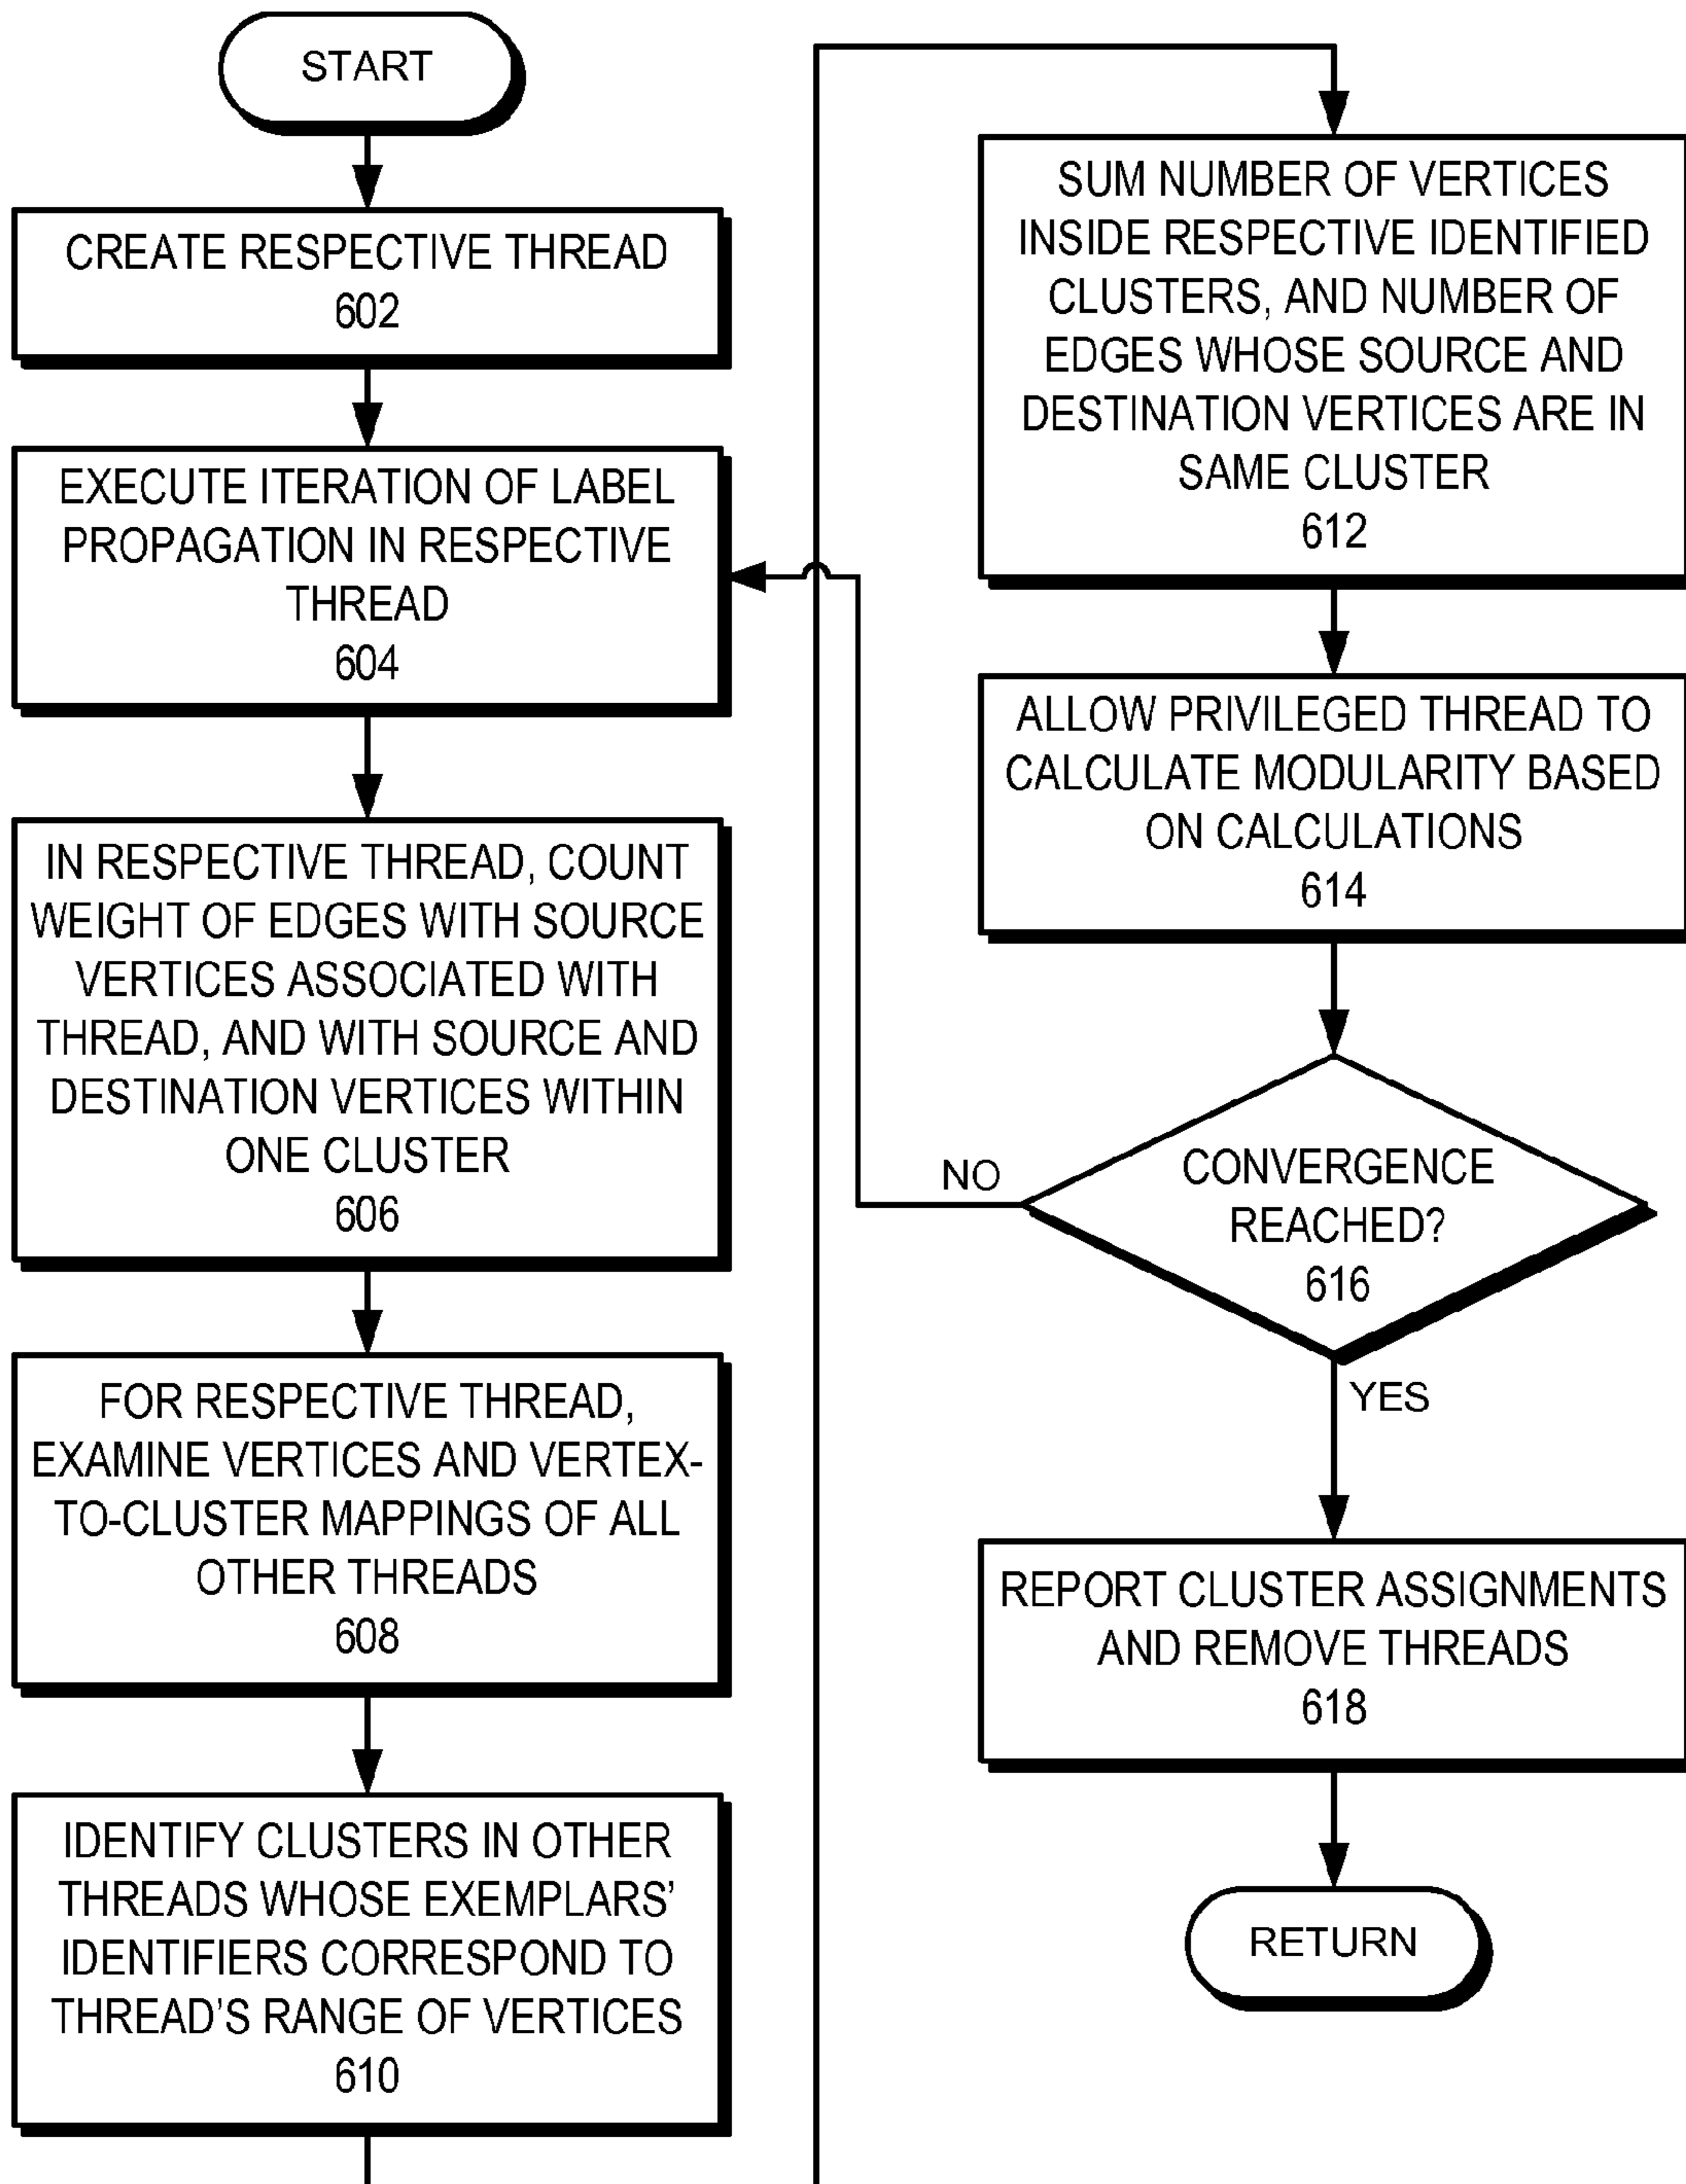 START
CREATE RESPECTIVE THREAD
602
EXECUTE ITERATION OF LABEL
PROPAGATION IN RESPECTIVE
THREAD
604
IN RESPECTIVE THREAD, COUNT
WEIGHT OF EDGES WITH SOURCE
VERTICES ASSOCIATED WITH
THREAD, AND WITH SOURCE AND
DESTINATION VERTICES WITHIN
ONE CLUSTER
606
FOR RESPECTIVE THREAD,
EXAMINE VERTICES AND VERTEX-
TO-CLUSTER MAPPINGS OF ALL
OTHER THREADS
608
IDENTIFY CLUSTERS IN OTHER
THREADS WHOSE EXEMPLARS’
IDENTIFIERS CORRESPOND TO
THREAD’S RANGE OF VERTICES
610
SUM NUMBER OF VERTICES
INSIDE RESPECTIVE IDENTIFIED
CLUSTERS, AND NUMBER OF
EDGES WHOSE SOURCE AND
DESTINATION VERTICES ARE IN
SAME CLUSTER
612
ALLOW PRIVILEGED THREAD TO
CALCULATE MODULARITY BASED
ON CALCULATIONS
614
CONVERGENCE
REACHED?
616
NO
YES
REPORT CLUSTER ASSIGNMENTS
AND REMOVE THREADS
618
RETURN